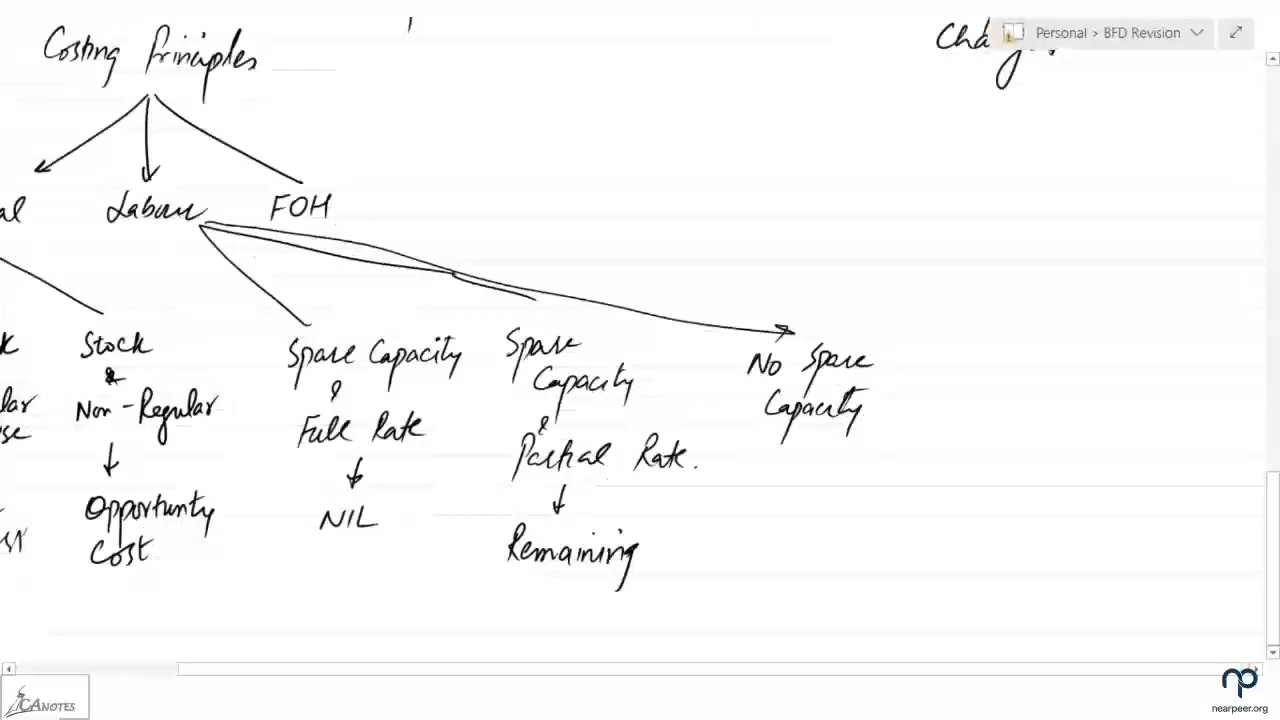 Costing Principles
Personal > BFD Revision
Labour
FOH
Stock
&
Non-Regular
Opportunity
Cost
Spare Capacity
&
Full Rate
NIL
Spare
Capacity
&
Partial Rate.
Remaining
No Spare
Capacity
CANOTES
np
nearpeer.org